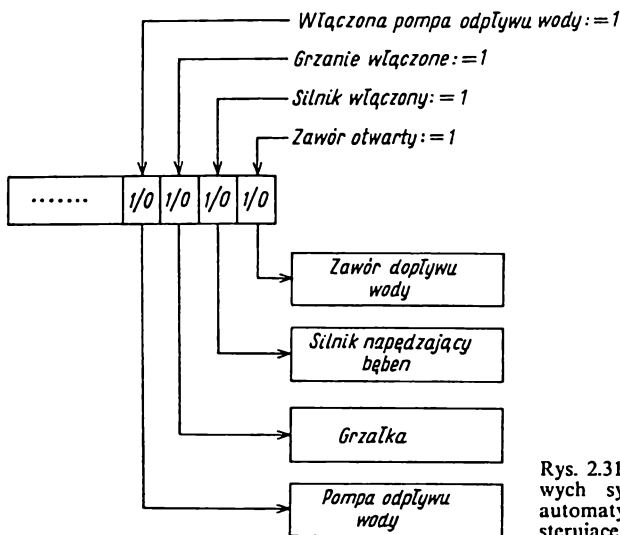 Włączona pompa odpływu wody:=1
Grzanie włączone:=1
Silnik włączony:=1
Zawór otwarty:=1
....... 1/0 1/0 1/0 1/0
Zawór dopływu
wody
Silnik napędzający
bęben
Grzałka
Pompa odpływu
wody
Rys. 2.31
wych sy
automaty
sterujące